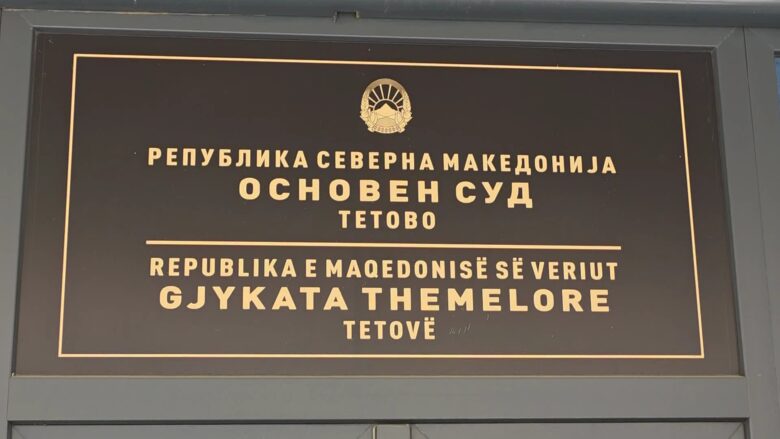 РЕПУБЛИКА СЕВЕРНА МАКЕДОНИЈА
ОСНОВЕН СУД
ТЕТОВО
REPUBLIKA E MAQEDONISË SË VERIUT
GJYKATA THEMELORE
TETOVË